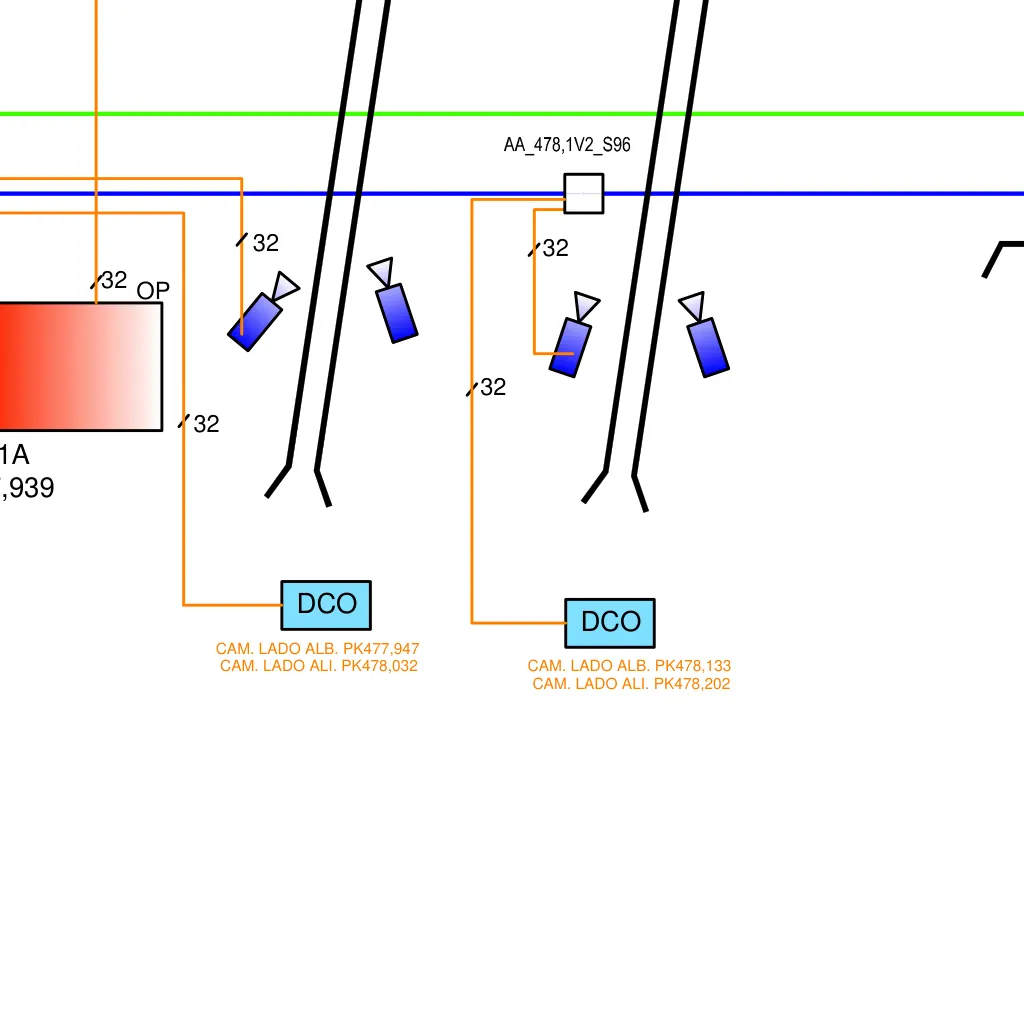 AA_478,1V2_S96
32
32
32
OP
32
32
1A
,939
DCO
CAM. LADO ALB. PK477,947
CAM. LADO ALI. PK478,032
DCO
CAM. LADO ALB. PK478,133
CAM. LADO ALI. PK478,202